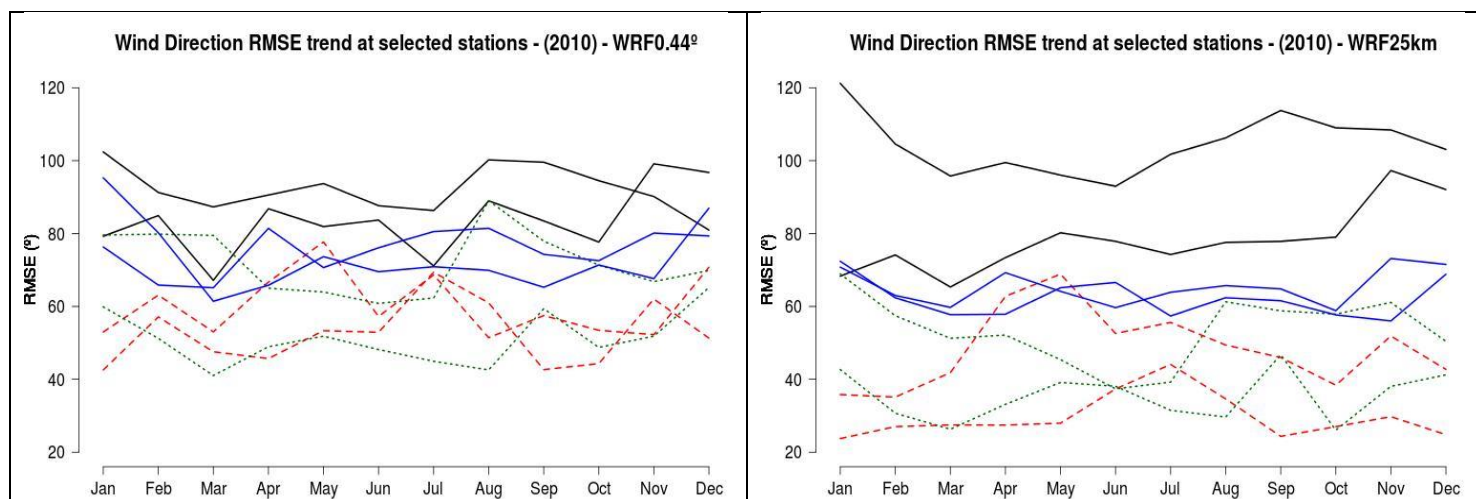 Wind Direction RMSE trend at selected stations - (2010) - WRF0.44º
RMSE (º)
120
100
80
60
40
20
Jan Feb Mar Apr May Jun Jul Aug Sep Oct Nov Dec
Wind Direction RMSE trend at selected stations - (2010) - WRF25km
RMSE (º)
120
100
80
60
40
20
Jan Feb Mar Apr May Jun Jul Aug Sep Oct Nov Dec